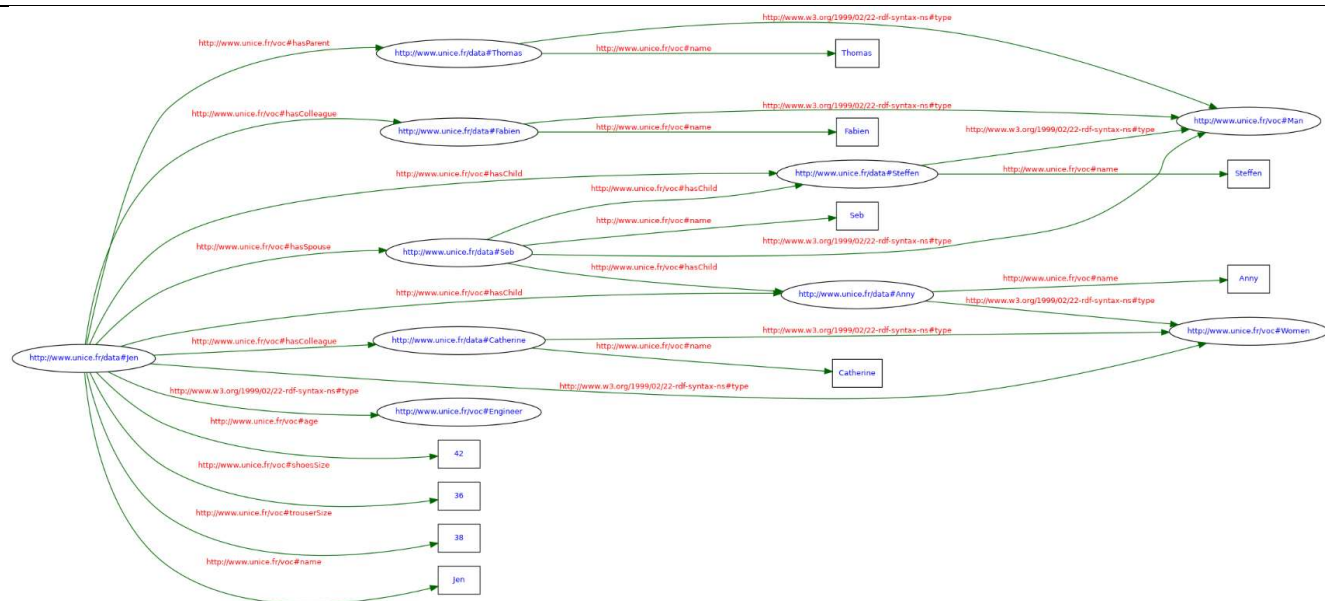 http://www.w3.org/1999/02/22-rdf-syntax-ns#type
http://www.unice.fr/voc#hasParent
http://www.unice.fr/data#Thomas
http://www.unice.fr/voc#name
Thomas
http://www.unice.fr/voc#hasColleague
http://www.w3.org/1999/02/22-rdf-syntax-ns#type
http://www.unice.fr/voc#Man
http://www.unice.fr/data#Fabien
http://www.unice.fr/voc#name
Fabien
http://www.w3.org/1999/02/22-rdf-syntax-ns#type
http://www.unice.fr/voc#hasChild
http://www.unice.fr/data#Steffen
http://www.unice.fr/voc#name
Steffen
http://www.unice.fr/voc#hasChild
http://www.unice.fr/voc#name
Seb
http://www.unice.fr/voc#hasSpouse
http://www.unice.fr/data#Seb
http://www.w3.org/1999/02/22-rdf-syntax-ns#type
http://www.unice.fr/voc#hasChild
http://www.unice.fr/voc#name
Anny
http://www.unice.fr/voc#hasChild
http://www.unice.fr/data#Anny
http://www.w3.org/1999/02/22-rdf-syntax-ns#type
http://www.unice.fr/voc#Women
http://www.unice.fr/voc#hasColleague
http://www.unice.fr/data#Catherine
http://www.w3.org/1999/02/22-rdf-syntax-ns#type
http://www.unice.fr/voc#name
Catherine
http://www.unice.fr/data#Jen
http://www.w3.org/1999/02/22-rdf-syntax-ns#type
http://www.w3.org/1999/02/22-rdf-syntax-ns#type
http://www.unice.fr/voc#Engineer
http://www.unice.fr/voc#age
42
http://www.unice.fr/voc#shoesSize
36
http://www.unice.fr/voc#trouserSize
38
http://www.unice.fr/voc#name
Jen